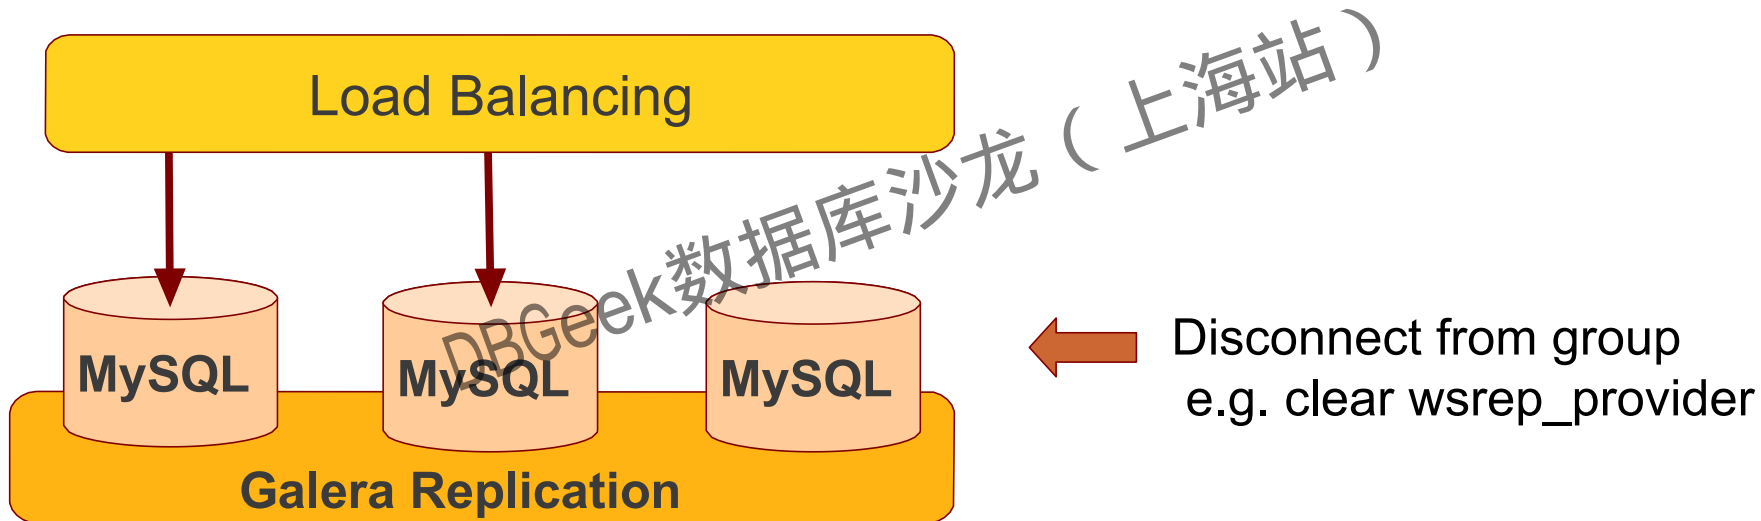 Load Balancing
DBGeek数据库沙龙（上海站）
MySQL
MySQL
MySQL
Galera Replication
Disconnect from group
e.g. clear wsrep_provider